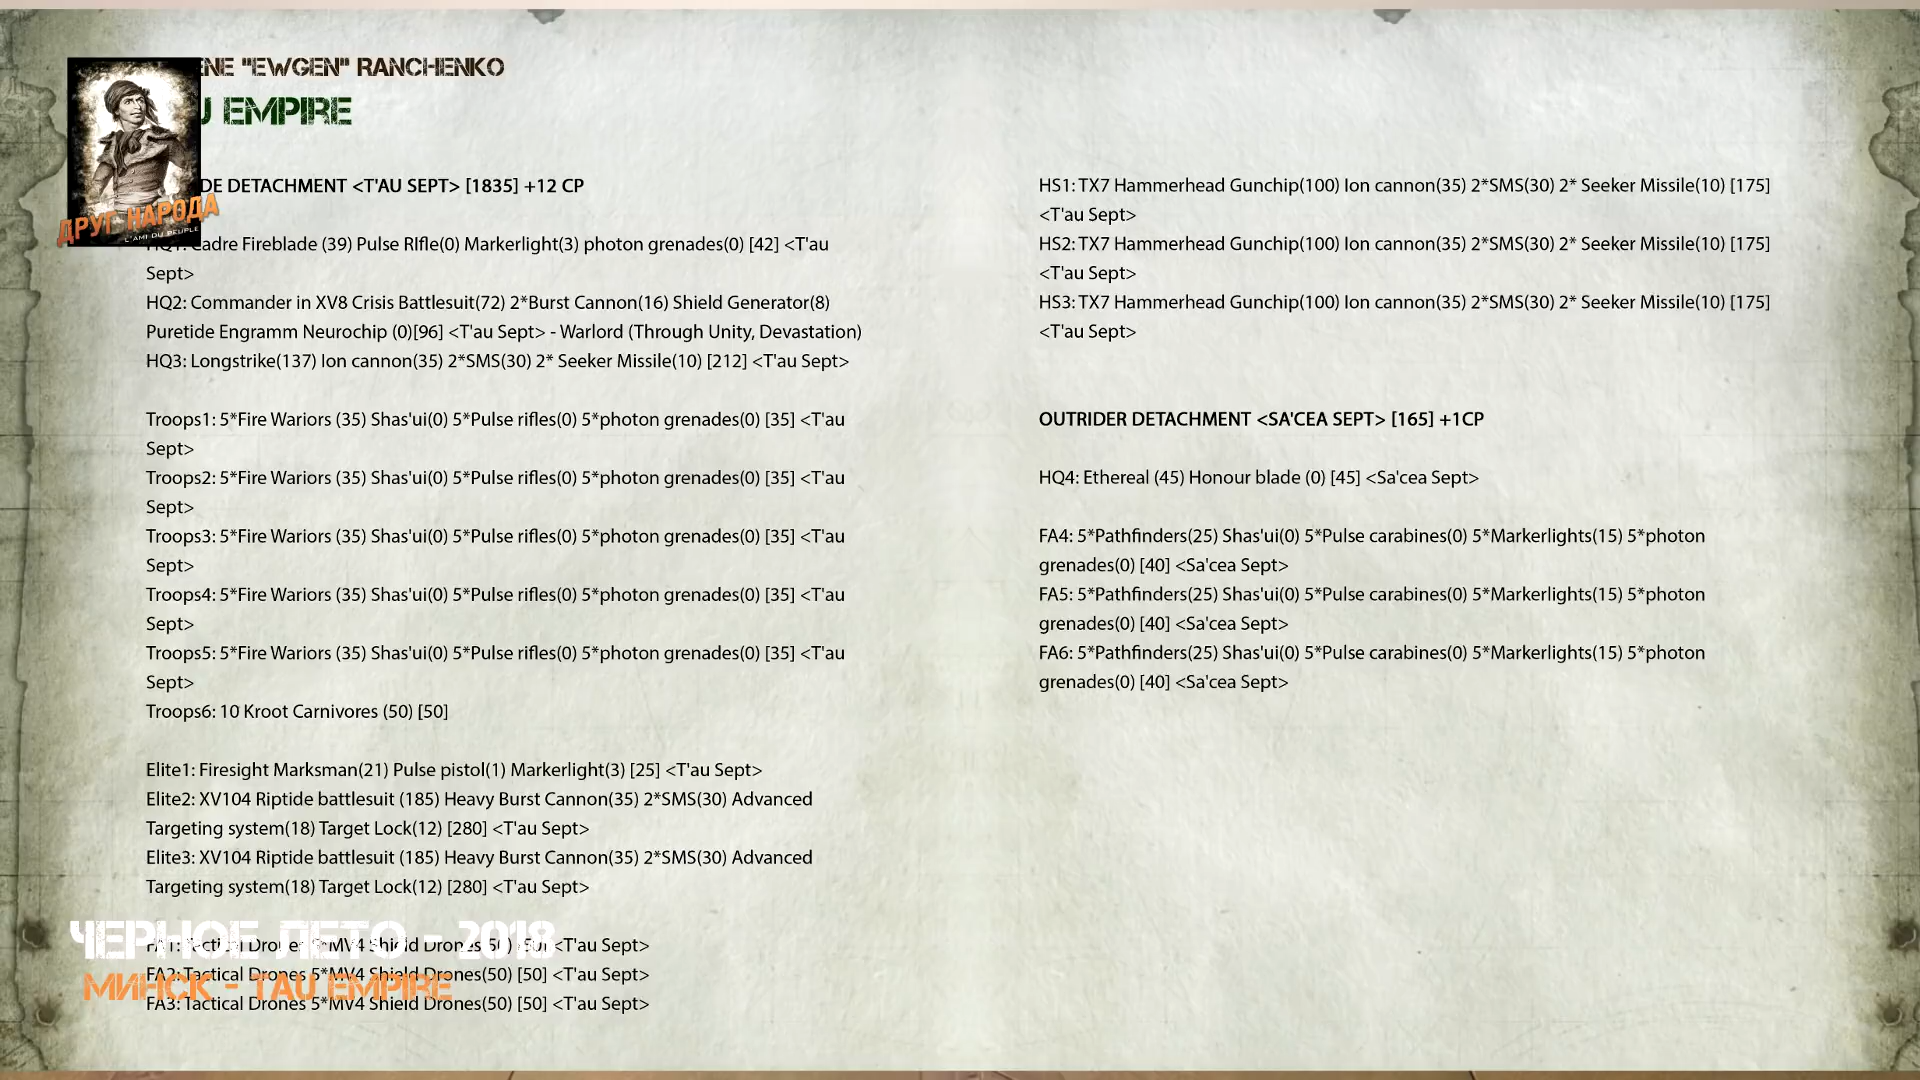 "EWGEN" RANCHENKO
EMPIRE
ДРУГ НАРОДА
L'AMI DU PEUPLE
DETACHMENT <T'AU SEPT> [1835] +12 CP
Cadre Fireblade (39) Pulse RIfle(0) Markerlight(3) photon grenades(0) [42] <T'au
Sept>
HQ2: Commander in XV8 Crisis Battlesuit(72) 2*Burst Cannon(16) Shield Generator(8)
Puretide Engramm Neurochip (0)[96] <T'au Sept> - Warlord (Through Unity, Devastation)
HQ3: Longstrike(137) Ion cannon(35) 2*SMS(30) 2* Seeker Missile(10) [212] <T'au Sept>
Troops1: 5*Fire Wariors (35) Shas'ui(0) 5*Pulse rifles(0) 5*photon grenades(0) [35] <T'au
Sept>
Troops2: 5*Fire Wariors (35) Shas'ui(0) 5*Pulse rifles(0) 5*photon grenades(0) [35] <T'au
Sept>
Troops3: 5*Fire Wariors (35) Shas'ui(0) 5*Pulse rifles(0) 5*photon grenades(0) [35] <T'au
Sept>
Troops4: 5*Fire Wariors (35) Shas'ui(0) 5*Pulse rifles(0) 5*photon grenades(0) [35] <T'au
Sept>
Troops5: 5*Fire Wariors (35) Shas'ui(0) 5*Pulse rifles(0) 5*photon grenades(0) [35] <T'au
Sept>
Troops6: 10 Kroot Carnivores (50) [50]
Elite1: Firesight Marksman(21) Pulse pistol(1) Markerlight(3) [25] <T'au Sept>
Elite2: XV104 Riptide battlesuit (185) Heavy Burst Cannon(35) 2*SMS(30) Advanced
Targeting system(18) Target Lock(12) [280] <T'au Sept>
Elite3: XV104 Riptide battlesuit (185) Heavy Burst Cannon(35) 2*SMS(30) Advanced
Targeting system(18) Target Lock(12) [280] <T'au Sept>
FA1: Tactical Drones 5*MV4 Shield Drones(50) [50] <T'au Sept>
FA2: Tactical Drones 5*MV4 Shield Drones(50) [50] <T'au Sept>
FA3: Tactical Drones 5*MV4 Shield Drones(50) [50] <T'au Sept>
ЧЕРНОЕ ЛЕТО - 2018
МИНСК - TAU EMPIRE
HS1: TX7 Hammerhead Gunchip(100) Ion cannon(35) 2*SMS(30) 2* Seeker Missile(10) [175]
<T'au Sept>
HS2: TX7 Hammerhead Gunchip(100) Ion cannon(35) 2*SMS(30) 2* Seeker Missile(10) [175]
<T'au Sept>
HS3: TX7 Hammerhead Gunchip(100) Ion cannon(35) 2*SMS(30) 2* Seeker Missile(10) [175]
<T'au Sept>
OUTRIDER DETACHMENT <SA'CEA SEPT> [165] +1CP
HQ4: Ethereal (45) Honour blade (0) [45] <Sa'cea Sept>
FA4: 5*Pathfinders(25) Shas'ui(0) 5*Pulse carabines(0) 5*Markerlights(15) 5*photon
grenades(0) [40] <Sa'cea Sept>
FA5: 5*Pathfinders(25) Shas'ui(0) 5*Pulse carabines(0) 5*Markerlights(15) 5*photon
grenades(0) [40] <Sa'cea Sept>
FA6: 5*Pathfinders(25) Shas'ui(0) 5*Pulse carabines(0) 5*Markerlights(15) 5*photon
grenades(0) [40] <Sa'cea Sept>